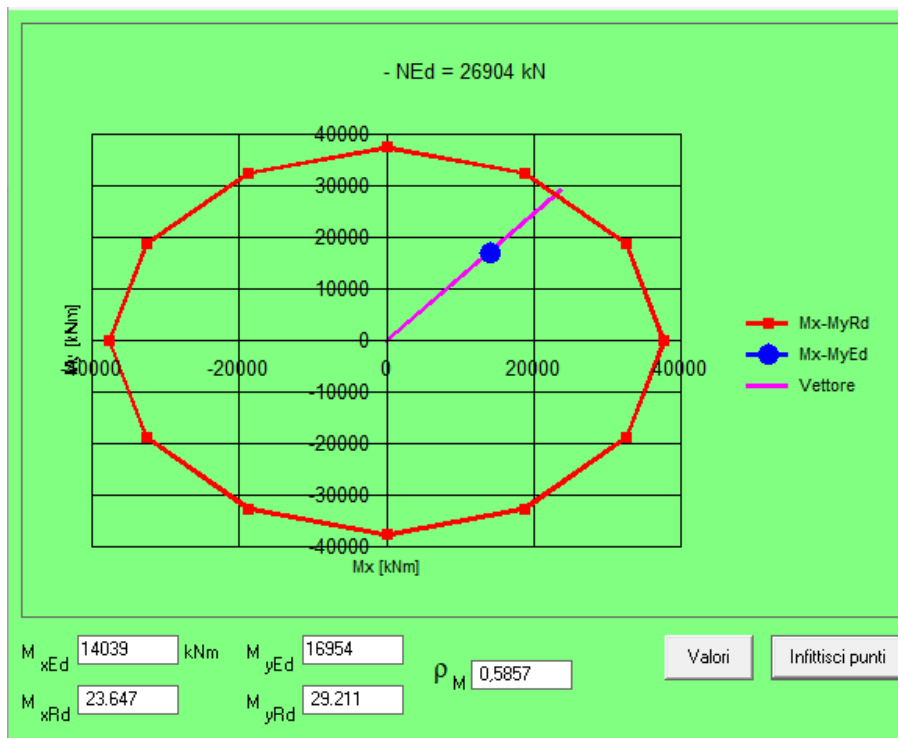 - NEd = 26904 kN
40000
30000
20000
10000
0
-40000 -20000 0 20000 40000
-10000
-20000
-30000
-40000
[kNm]
Mx [kNm]
Mx-MyRd
Mx-MyEd
Vettore
M xEd 14039 kNm M yEd 16954
ρ M 0,5857
M xRd 23.647 M yRd 29.211
Valori Infittisci punti